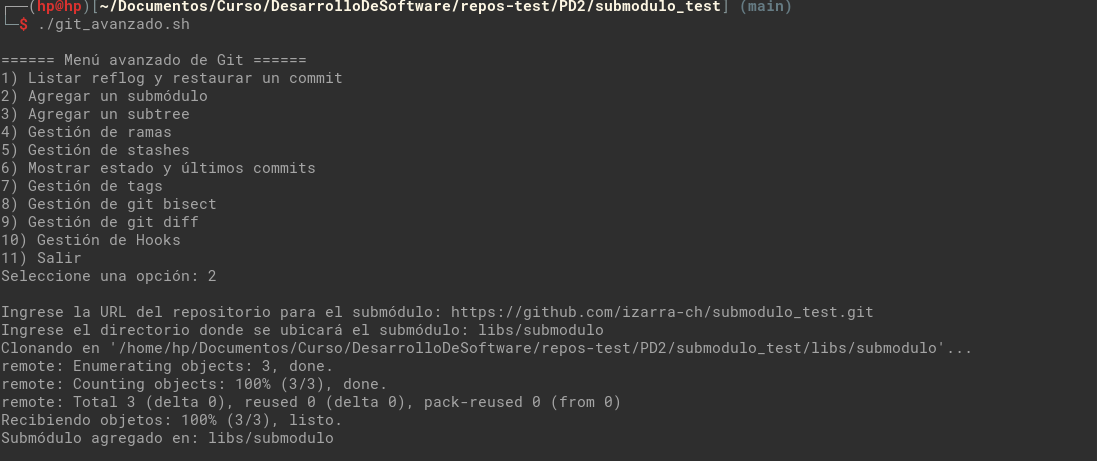 (hp@hp)[~/Documentos/Curso/DesarrolloDeSoftware/repos-test/PD2/submodulo_test] (main)
$ ./git_avanzado.sh
====== Menú avanzado de Git ======
1) Listar reflog y restaurar un commit
2) Agregar un submódulo
3) Agregar un subtree
4) Gestión de ramas
5) Gestión de stashes
6) Mostrar estado y últimos commits
7) Gestión de tags
8) Gestión de git bisect
9) Gestión de git diff
10) Gestión de Hooks
11) Salir
Seleccione una opción: 2
Ingrese la URL del repositorio para el submódulo: https://github.com/izarra-ch/submodulo_test.git
Ingrese el directorio donde se ubicará el submódulo: libs/submodulo
Clonando en '/home/hp/Documentos/Curso/DesarrolloDeSoftware/repos-test/PD2/submodulo_test/libs/submodulo'...
remote: Enumerating objects: 3, done.
remote: Counting objects: 100% (3/3), done.
remote: Total 3 (delta 0), reused 0 (delta 0), pack-reused 0 (from 0)
Recibiendo objetos: 100% (3/3), listo.
Submódulo agregado en: libs/submodulo